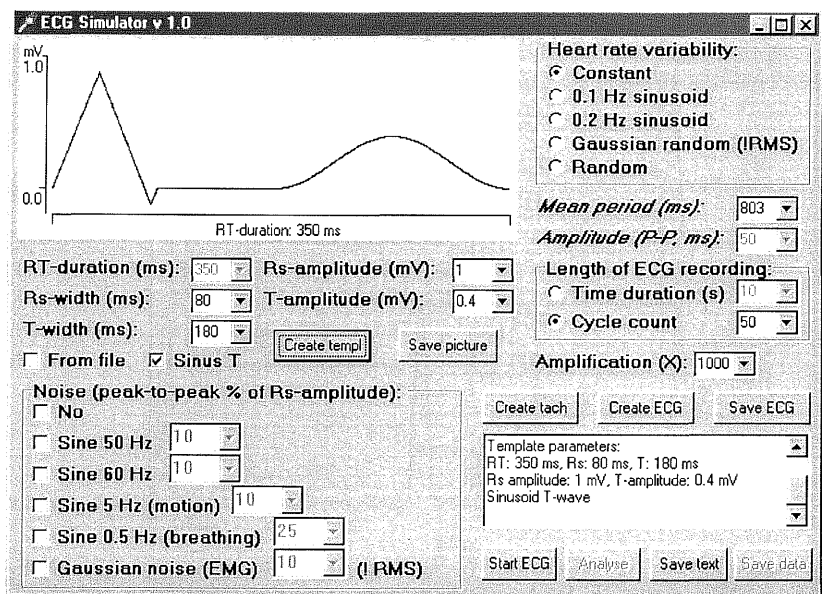 ECG Simulator v 1.0
mV
1.0
0.0
RT-duration: 350 ms
Heart rate variability:
Constant
0.1 Hz sinusoid
0.2 Hz sinusoid
Gaussian random (!RMS)
Random
Mean period (ms): 803
Amplitude (P-P, ms): 50
RT-duration (ms): 350 Rs-amplitude (mV): 1
Rs-width (ms): 80 T-amplitude (mV): 0.4
T-width (ms): 180 Create templ Save picture
From file Sinus T
Length of ECG recording:
Time duration (s) 10
Cycle count 50
Amplification (X): 1000
Noise (peak-to-peak % of Rs-amplitude):
No
Sine 50 Hz 10
Sine 60 Hz 10
Sine 5 Hz (motion) 10
Sine 0.5 Hz (breathing) 25
Gaussian noise (EMG) 10 (! RMS)
Create tach Create ECG Save ECG
Template parameters:
RT: 350 ms, Rs: 80 ms, T: 180 ms
Rs amplitude: 1 mV, T-amplitude: 0.4 mV
Sinusoid T-wave
Start ECG Analyse Save text Save data